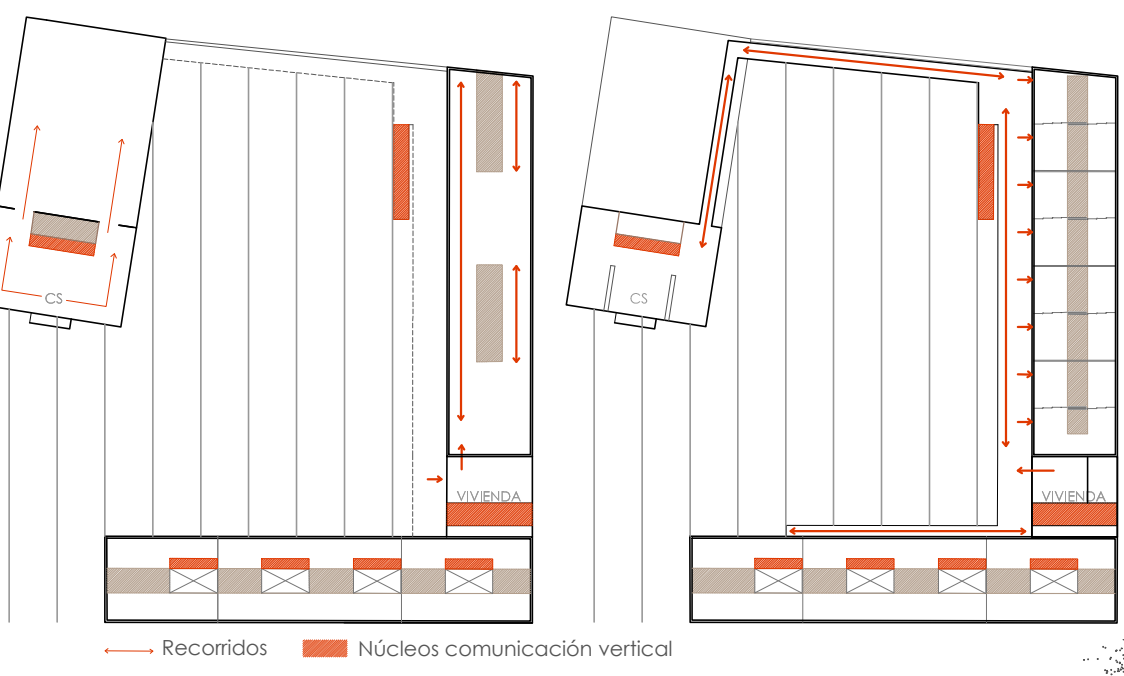 CS
VIVIENDA
CS
VIVIENDA
Recorridos
Núcleos comunicación vertical